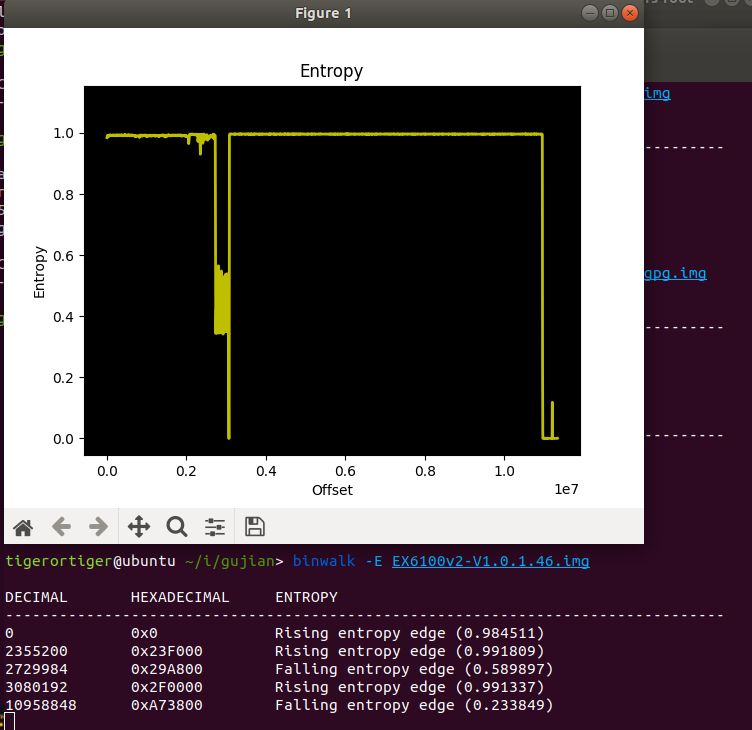 Figure 1
Entropy
img
1.0
0.8
0.6
Entropy
gpg.img
0.4
0.2
0.0
0.0 0.2 0.4 0.6 0.8 1.0
Offset 1e7
tigerortiger@ubuntu ~/i/gujian> binwalk -E EX6100v2-V1.0.1.46.img
DECIMAL HEXADECIMAL ENTROPY
--------------------------------------------------------------------------------
0 0x0 Rising entropy edge (0.984511)
2355200 0x23F000 Rising entropy edge (0.991809)
2729984 0x29A800 Falling entropy edge (0.589897)
3080192 0x2F0000 Rising entropy edge (0.991337)
10958848 0xA73800 Falling entropy edge (0.233849)